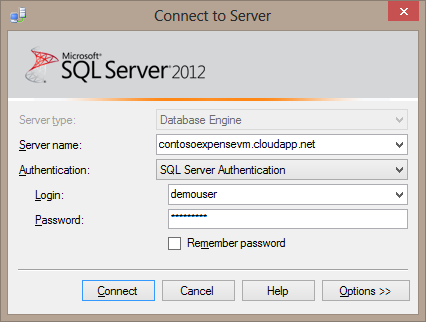 Connect to Server
Microsoft
SQL Server 2012
Server type: Database Engine
Server name: contosoexpensevm.cloudapp.net
Authentication: SQL Server Authentication
Login: demouser
Password: *********
Remember password
Connect Cancel Help Options >>